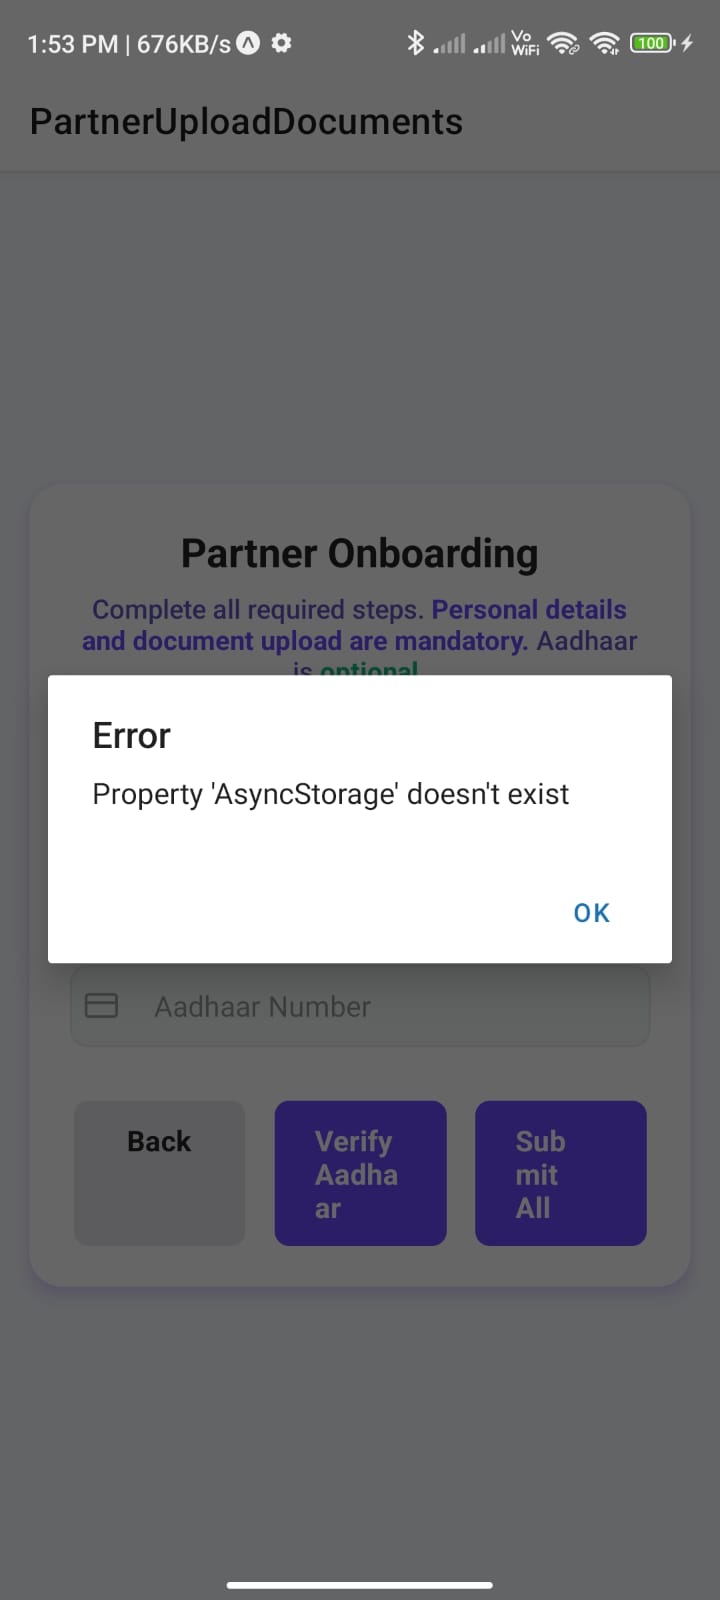 1:53 PM | 676KB/s
Vo
WiFi
100
PartnerUploadDocuments
Partner Onboarding
Complete all required steps. Personal details
and document upload are mandatory. Aadhaar
is optional
Error
Property 'AsyncStorage' doesn't exist
OK
Aadhaar Number
Back
Verify
Aadha
ar
Sub
mit
All